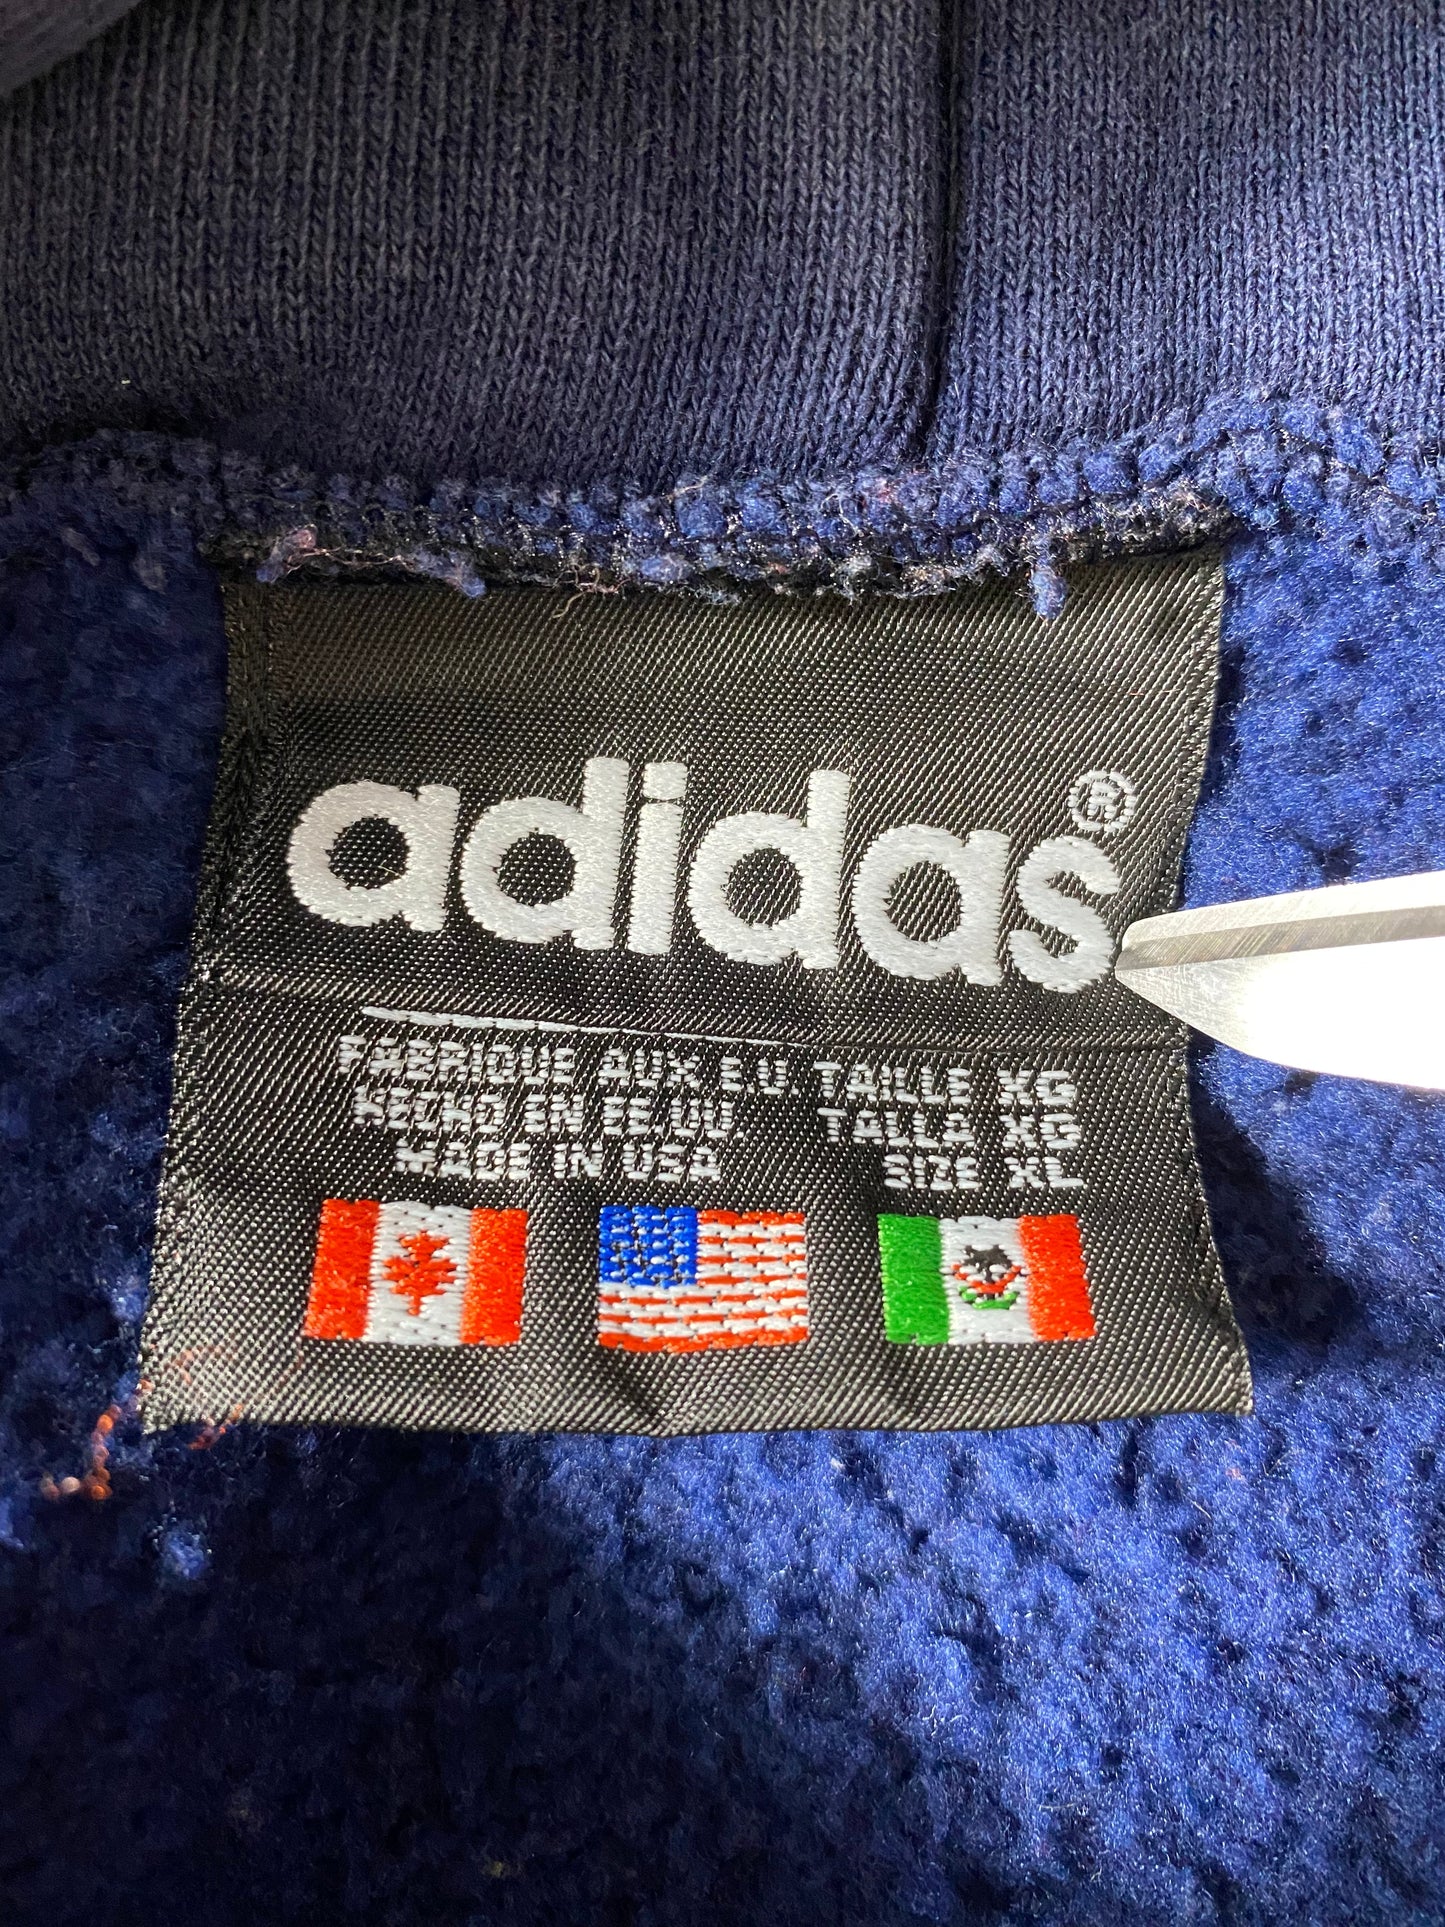 adidas®
FABRIQUE AUX E.U. TAILLE XG
HECHO EN EE.UU. TALLA XG
MADE IN USA SIZE XL